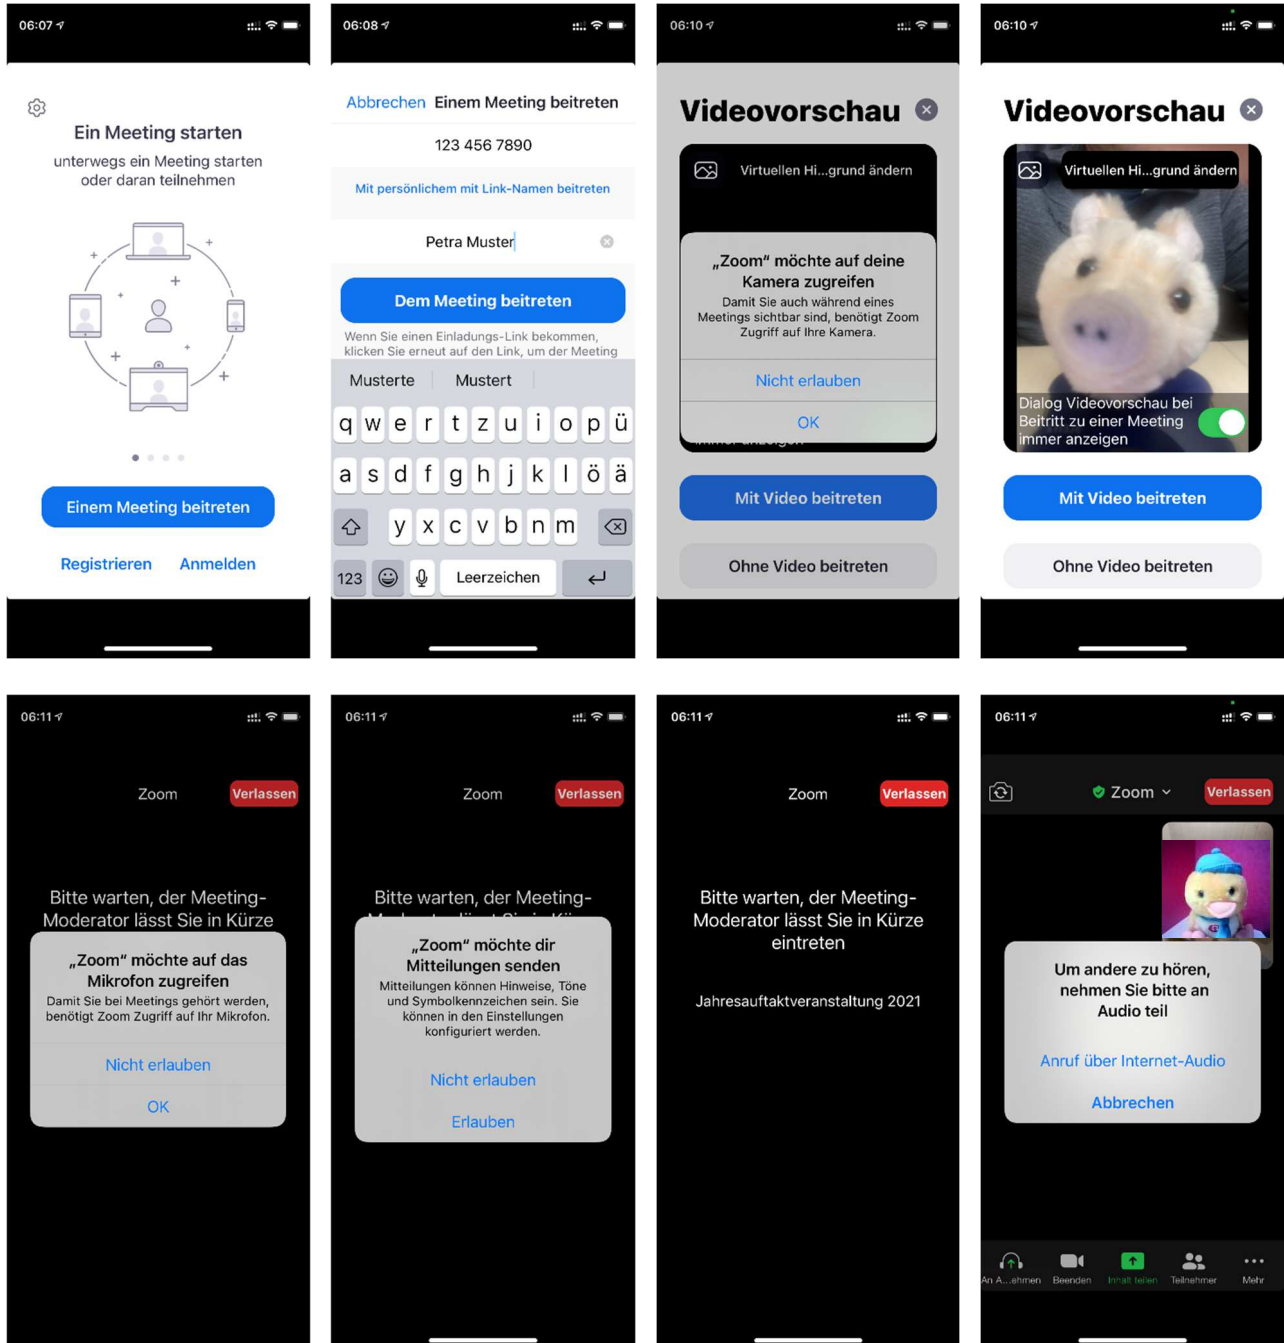 06:07
Ein Meeting starten
unterwegs ein Meeting starten
oder daran teilnehmen
Einem Meeting beitreten
Registrieren Anmelden
06:08
Abbrechen Einem Meeting beitreten
123 456 7890
Mit persönlichem mit Link-Namen beitreten
Petra Muster
Dem Meeting beitreten
Wenn Sie einen Einladungs-Link bekommen,
klicken Sie erneut auf den Link, um der Meeting
Musterte Mustert
q w e r t z u i o p ü
a s d f g h j k l ö ä
y x c v b n m
123 Leerzeichen
06:10
Videovorschau
Virtuellen Hi...grund ändern
„Zoom“ möchte auf deine
Kamera zugreifen
Damit Sie auch während eines
Meetings sichtbar sind, benötigt Zoom
Zugriff auf Ihre Kamera.
Nicht erlauben
OK
immer anzeigen
Mit Video beitreten
Ohne Video beitreten
06:10
Videovorschau
Virtuellen Hi...grund ändern
Dialog Videovorschau bei
Beitritt zu einer Meeting
immer anzeigen
Mit Video beitreten
Ohne Video beitreten
06:11
Zoom Verlassen
Bitte warten, der Meeting-
Moderator lässt Sie in Kürze
„Zoom“ möchte auf das
Mikrofon zugreifen
Damit Sie bei Meetings gehört werden,
benötigt Zoom Zugriff auf Ihr Mikrofon.
Nicht erlauben
OK
06:11
Zoom Verlassen
Bitte warten, der Meeting-
Moderator lässt Sie in Kürze
„Zoom“ möchte dir
Mitteilungen senden
Mitteilungen können Hinweise, Töne
und Symbolkennzeichen sein. Sie
können in den Einstellungen
konfiguriert werden.
Nicht erlauben
Erlauben
06:11
Zoom Verlassen
Bitte warten, der Meeting-
Moderator lässt Sie in Kürze
eintreten
Jahresauftaktveranstaltung 2021
06:11
Zoom Verlassen
Um andere zu hören,
nehmen Sie bitte an
Audio teil
Anruf über Internet-Audio
Abbrechen
An A...ehmen Beenden Inhalt teilen Teilnehmer Mehr